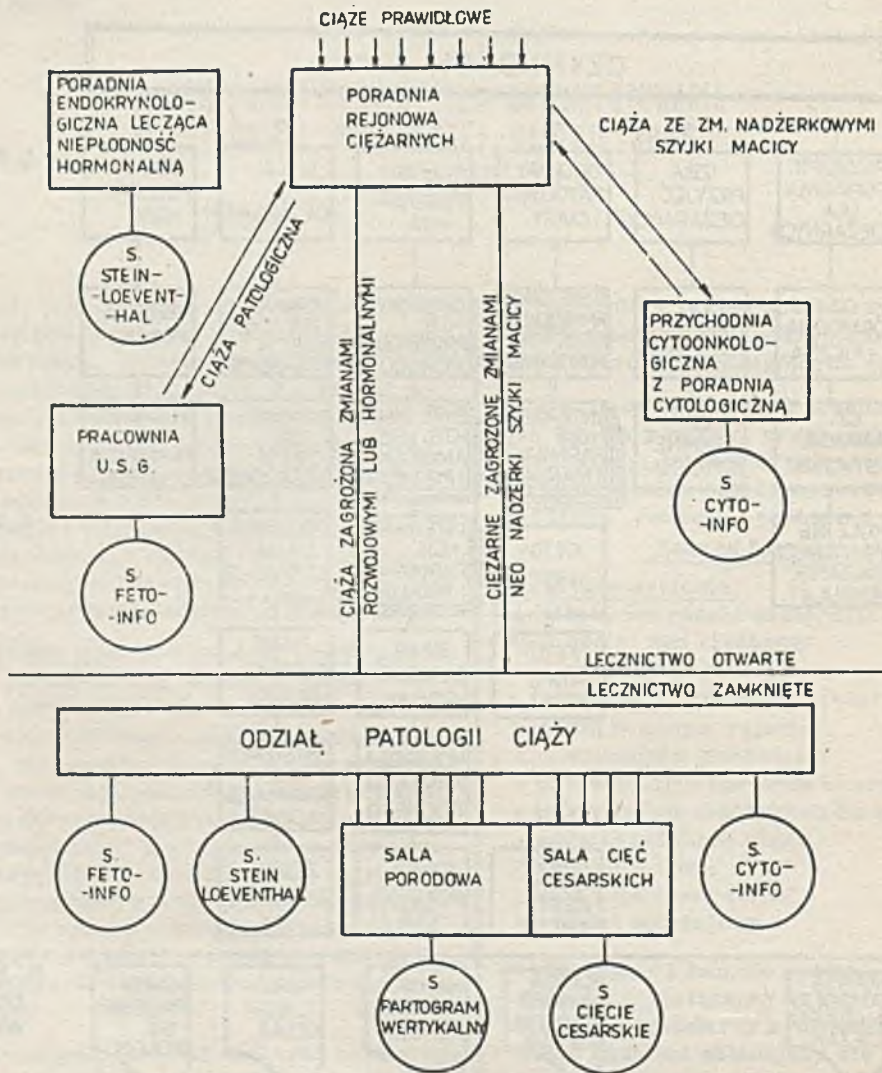 CIĄŻE PRAWIDŁOWE
PORADNIA
ENDOKRYNOLO-
GICZNA LECZĄCA
NIEPŁODNOŚĆ
HORMONALNĄ
PORADNIA
REJONOWA
CIĘŻARNYCH
CIĄŻA ZE ZM. NADŻERKOWYMI
SZYJKI MACICY
S.
STEIN-
-LOEVENT-
HAL
CIĄŻA PATOLOGICZNA
CIĄŻA ZAGROŻONA ZMIANAMI
ROZWOJOWYMI LUB HORMONALNYMI
CIĘŻARNE ZAGROŻONE ZMIANAMI
NEO NADŻERKI SZYJKI MACICY
PRZYCHODNIA
CYTOONKOLO-
GICZNA
Z PORADNIĄ
CYTOLOGICZNĄ
PRACOWNIA
U.S.G.
S
CYTO-
-INFO
S
FETO-
-INFO
LECZNICTWO OTWARTE
LECZNICTWO ZAMKNIĘTE
ODZIAŁ PATOLOGII CIĄŻY
S.
FETO-
-INFO
S.
STEIN
LOEVENTHAL
SALA
PORODOWA
SALA CIĘĆ
CESARSKICH
S.
CYTO-
-INFO
S
PARTOGRAM
WERTYKALNY
S
CIĘCIE
CESARSKIE